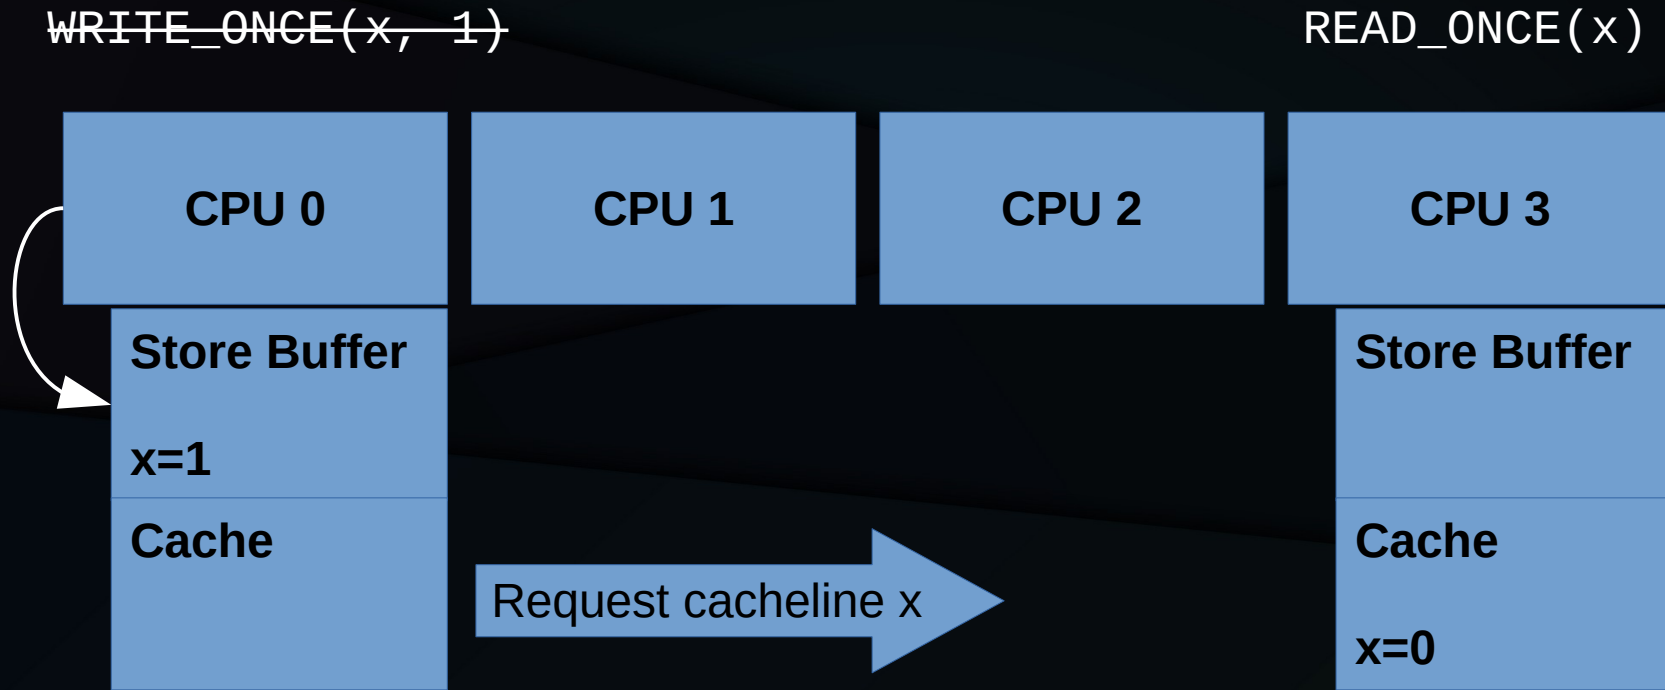 WRITE_ONCE(x, 1)
READ_ONCE(x)
CPU 0
CPU 1
CPU 2
CPU 3
Store Buffer
x=1
Cache
Request cacheline x
Store Buffer
Cache
x=0